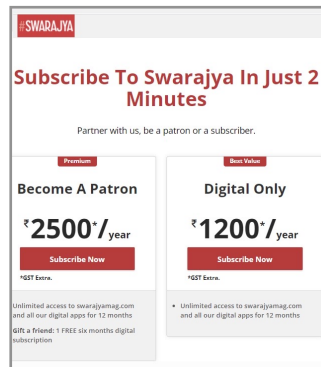 #SWARAJYA
Subscribe To Swarajya In Just 2
Minutes
Partner with us, be a patron or a subscriber.
Premium
Become A Patron
₹2500*/year
Subscribe Now
*GST Extra.
Unlimited access to swarajyamag.com
and all our digital apps for 12 months
Gift a friend: 1 FREE six months digital
subscription
Best Value
Digital Only
₹1200*/year
Subscribe Now
*GST Extra.
• Unlimited access to swarajyamag.com
and all our digital apps for 12 months